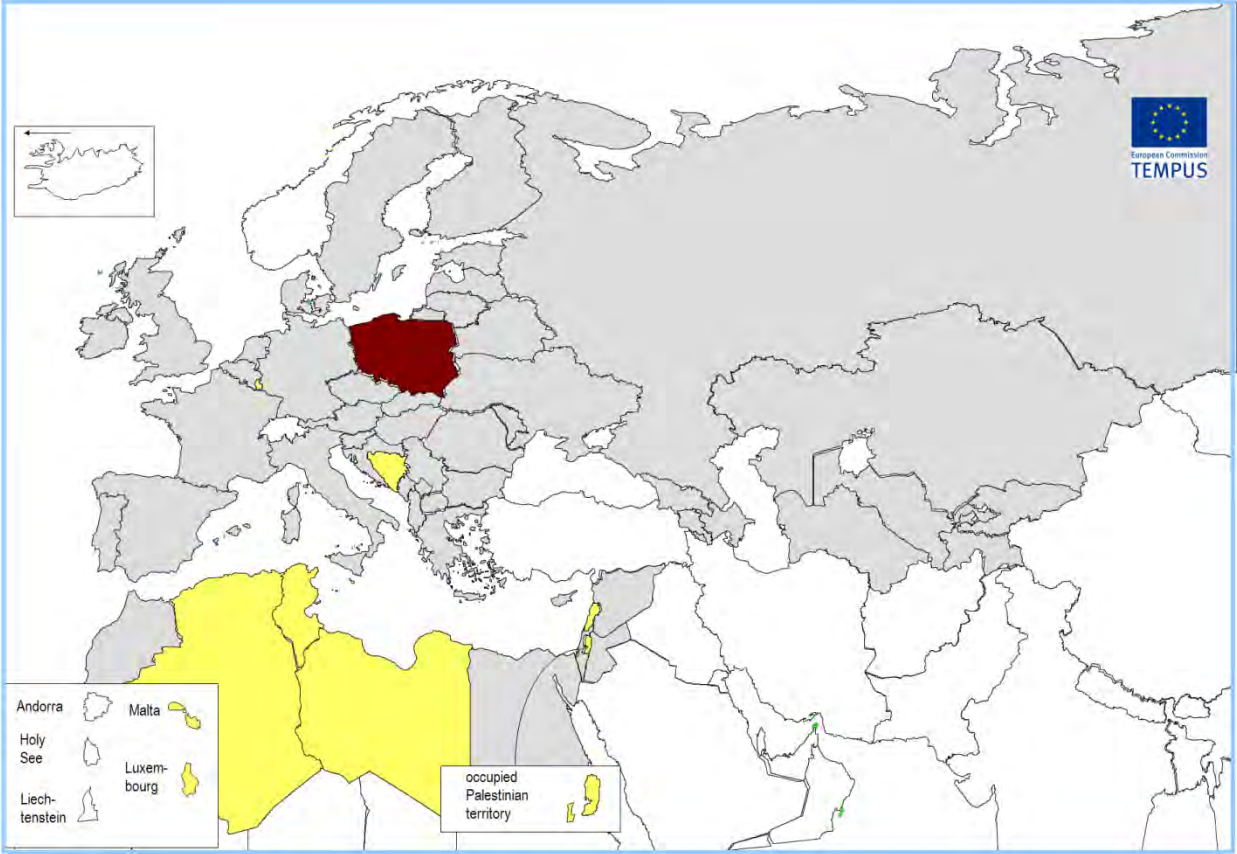 European Commission
TEMPUS
Andorra
Malta
Holy
See
Luxem-
bourg
Liech-
tenstein
occupied
Palestinian
territory